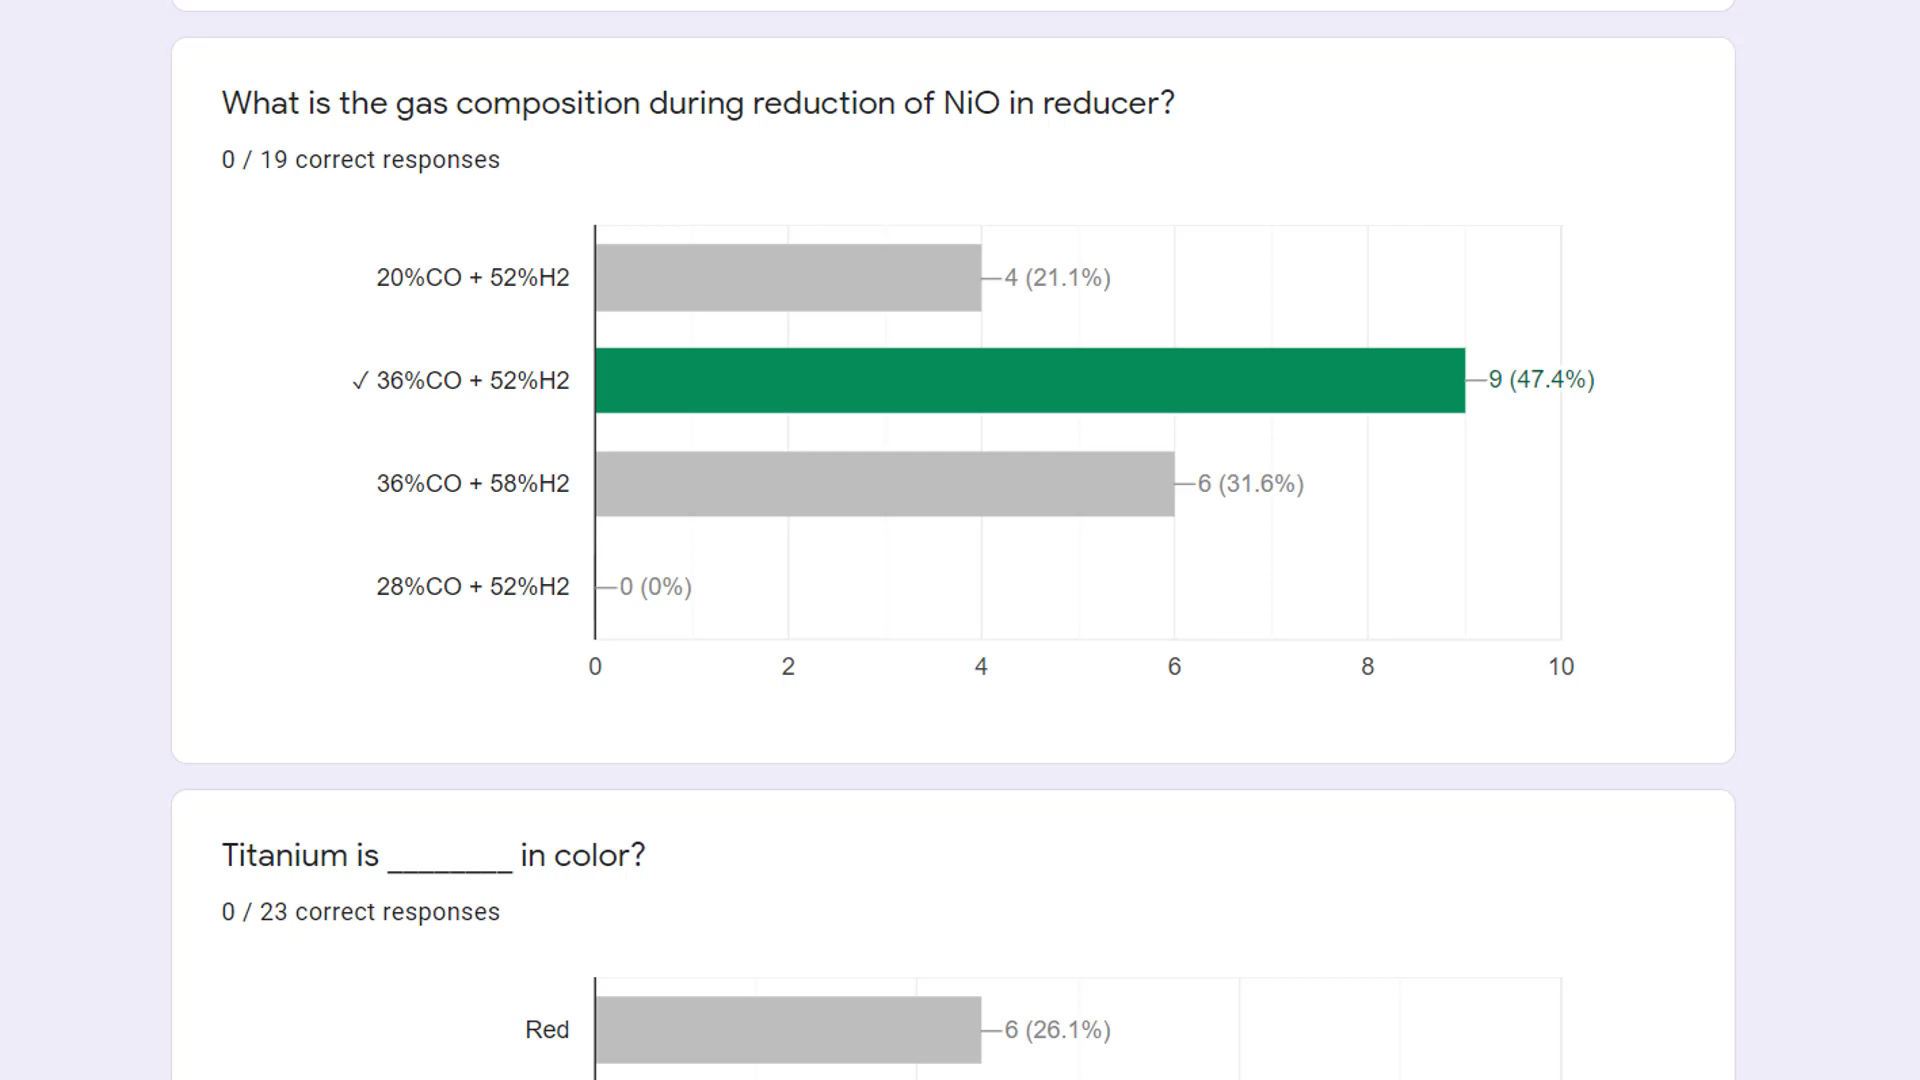 What is the gas composition during reduction of NiO in reducer?
0 / 19 correct responses
20%CO + 52%H2
4 (21.1%)
✓ 36%CO + 52%H2
9 (47.4%)
36%CO + 58%H2
6 (31.6%)
28%CO + 52%H2
0 (0%)
0 2 4 6 8 10
Titanium is ________ in color?
0 / 23 correct responses
Red
6 (26.1%)